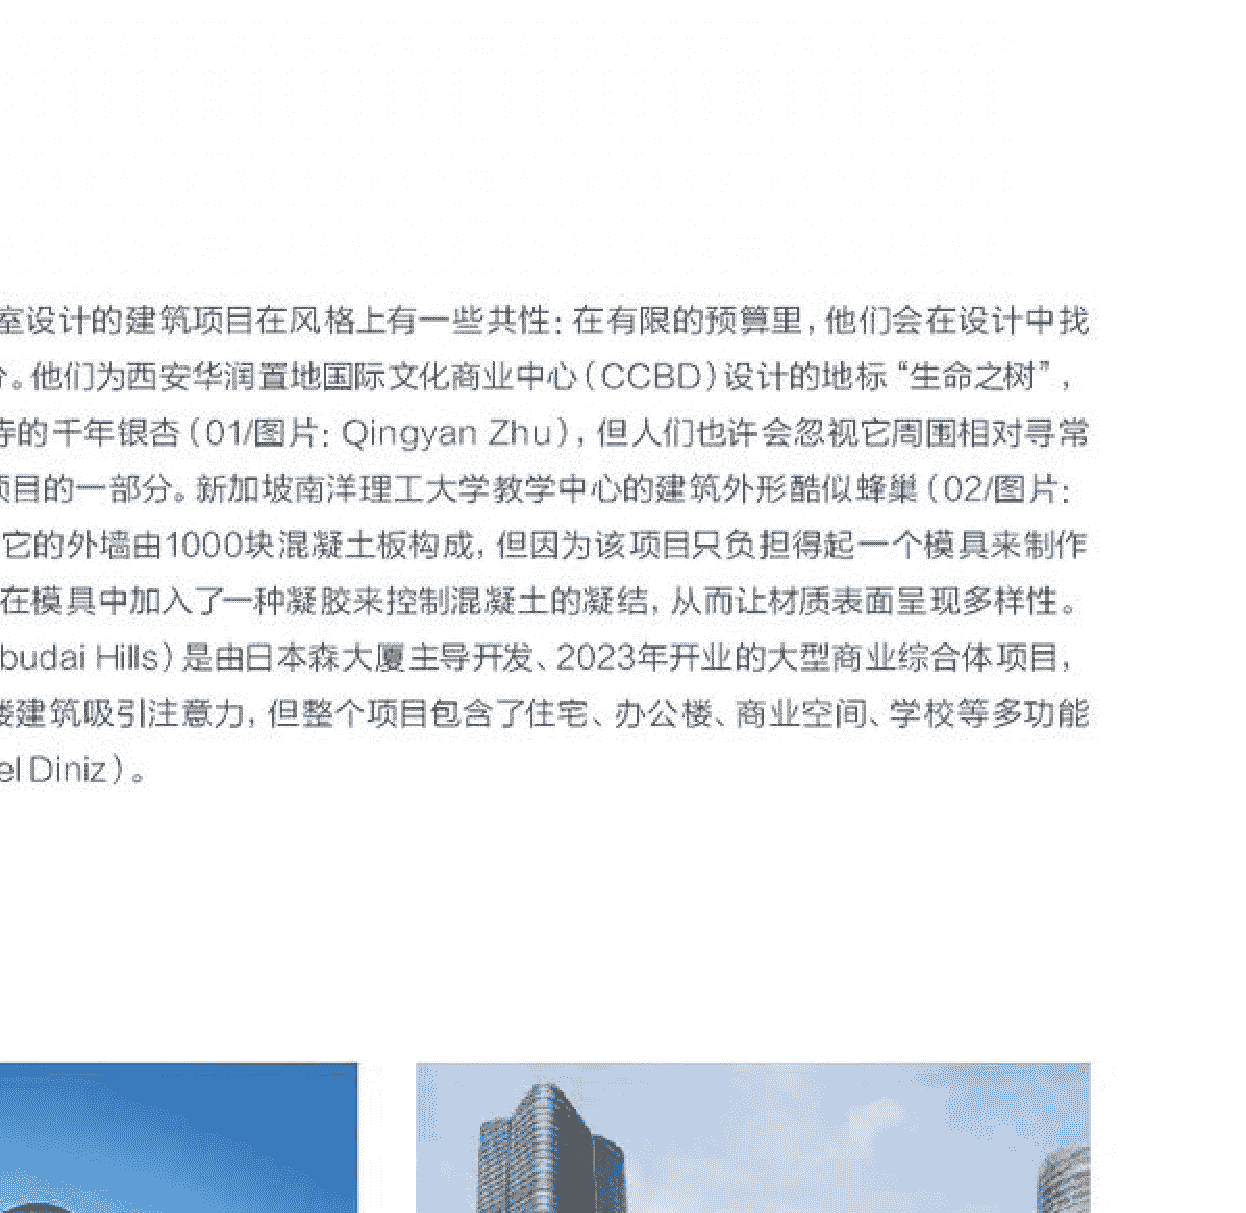 室设计的建筑项目在风格上有一些共性：在有限的预算里，他们会在设计中找
。他们为西安华润置地国际文化商业中心（CCBD）设计的地标“生命之树”，
寺的千年银杏（01/图片：Qingyan Zhu），但人们也许会忽视它周围相对寻常
项目的一部分。新加坡南洋理工大学教学中心的建筑外形酷似蜂巢（02/图片：
它的外墙由1000块混凝土板构成，但因为该项目只负担得起一个模具来制作
在模具中加入了一种凝胶来控制混凝土的凝结，从而让材质表面呈现多样性。
budai Hills）是由日本森大厦主导开发、2023年开业的大型商业综合体项目，
楼建筑吸引注意力，但整个项目包含了住宅、办公楼、商业空间、学校等多功能
el Diniz）。